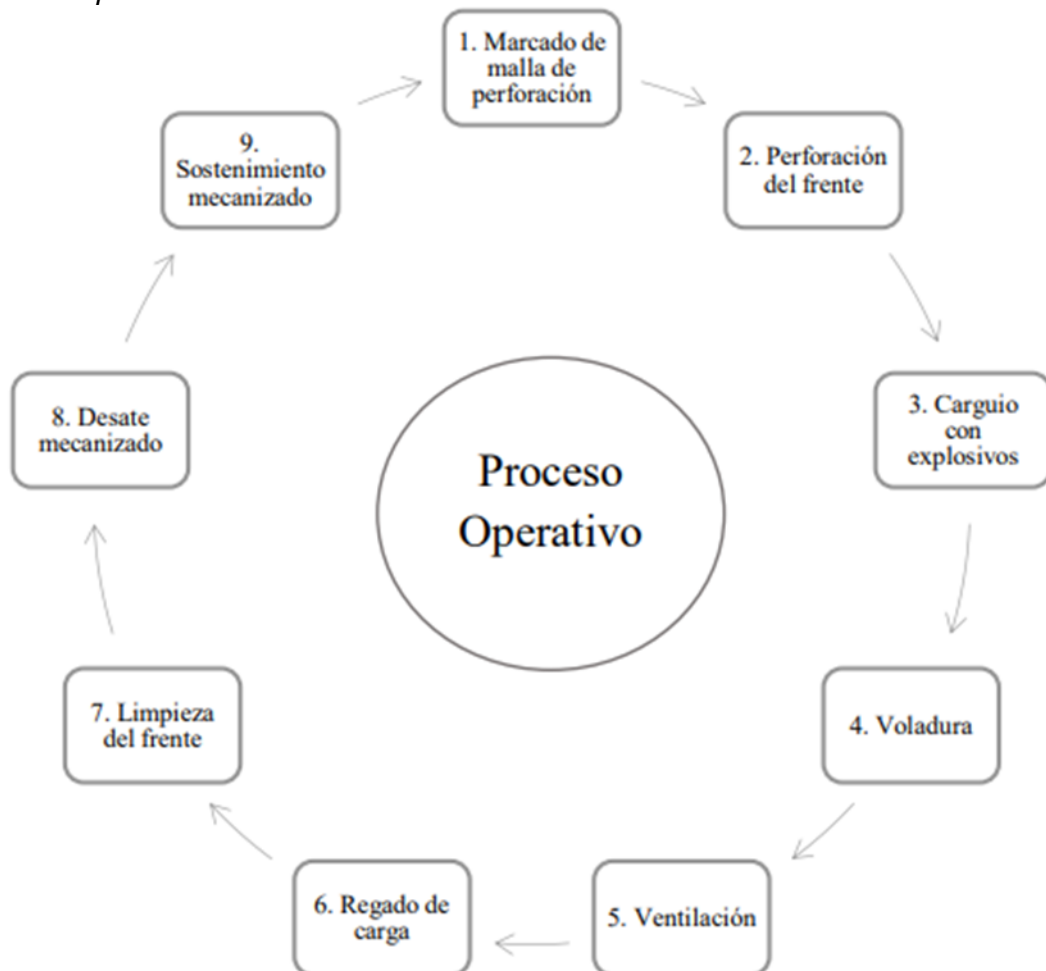 1. Marcado de
malla de
perforación
2. Perforación
del frente
3. Carguio
con
explosivos
4. Voladura
5. Ventilación
6. Regado de
carga
7. Limpieza
del frente
8. Desate
mecanizado
9.
Sostenimiento
mecanizado
Proceso
Operativo